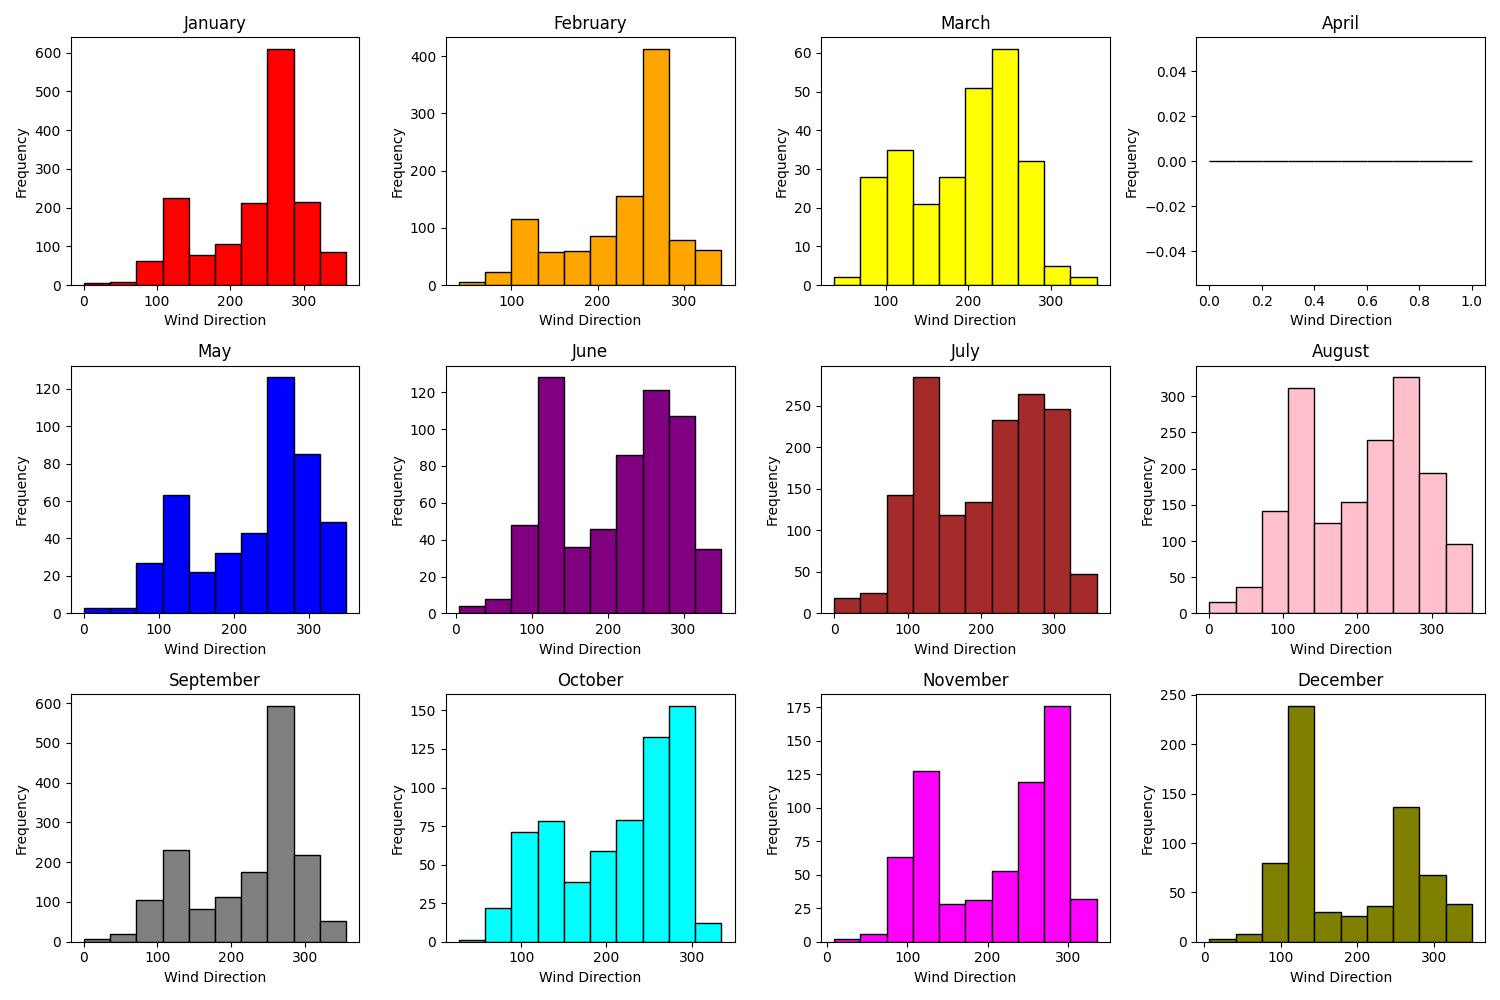 January
Frequency
600
500
400
300
200
100
0
0 100 200 300
Wind Direction
February
Frequency
400
300
200
100
0
100 200 300
Wind Direction
March
Frequency
60
50
40
30
20
10
0
100 200 300
Wind Direction
April
Frequency
0.04
0.02
0.00
−0.02
−0.04
0.0 0.2 0.4 0.6 0.8 1.0
Wind Direction
May
Frequency
120
100
80
60
40
20
0
0 100 200 300
Wind Direction
June
Frequency
120
100
80
60
40
20
0
0 100 200 300
Wind Direction
July
Frequency
250
200
150
100
50
0
0 100 200 300
Wind Direction
August
Frequency
300
250
200
150
100
50
0
0 100 200 300
Wind Direction
September
Frequency
600
500
400
300
200
100
0
0 100 200 300
Wind Direction
October
Frequency
150
125
100
75
50
25
0
100 200 300
Wind Direction
November
Frequency
175
150
125
100
75
50
25
0
0 100 200 300
Wind Direction
December
Frequency
250
200
150
100
50
0
0 100 200 300
Wind Direction